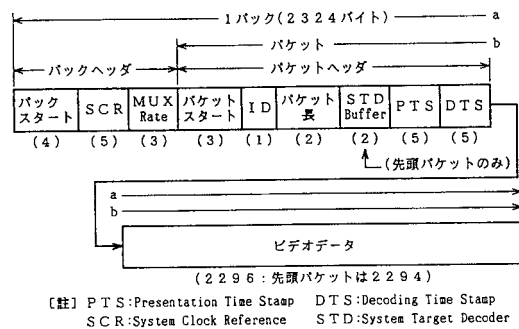 1パック(2324バイト) a
パケット b
パックヘッダ パケットヘッダ
パック スタート SCR MUX Rate パケット スタート ID パケット 長 STD Buffer PTS DTS
(4) (5) (3) (3) (1) (2) (2) (5) (5)
(先頭パケットのみ)
a
b
ビデオデータ
(2296:先頭パケットは2294)
[註] PTS:Presentation Time Stamp DTS:Decoding Time Stamp
SCR:System Clock Reference STD:System Target Decoder